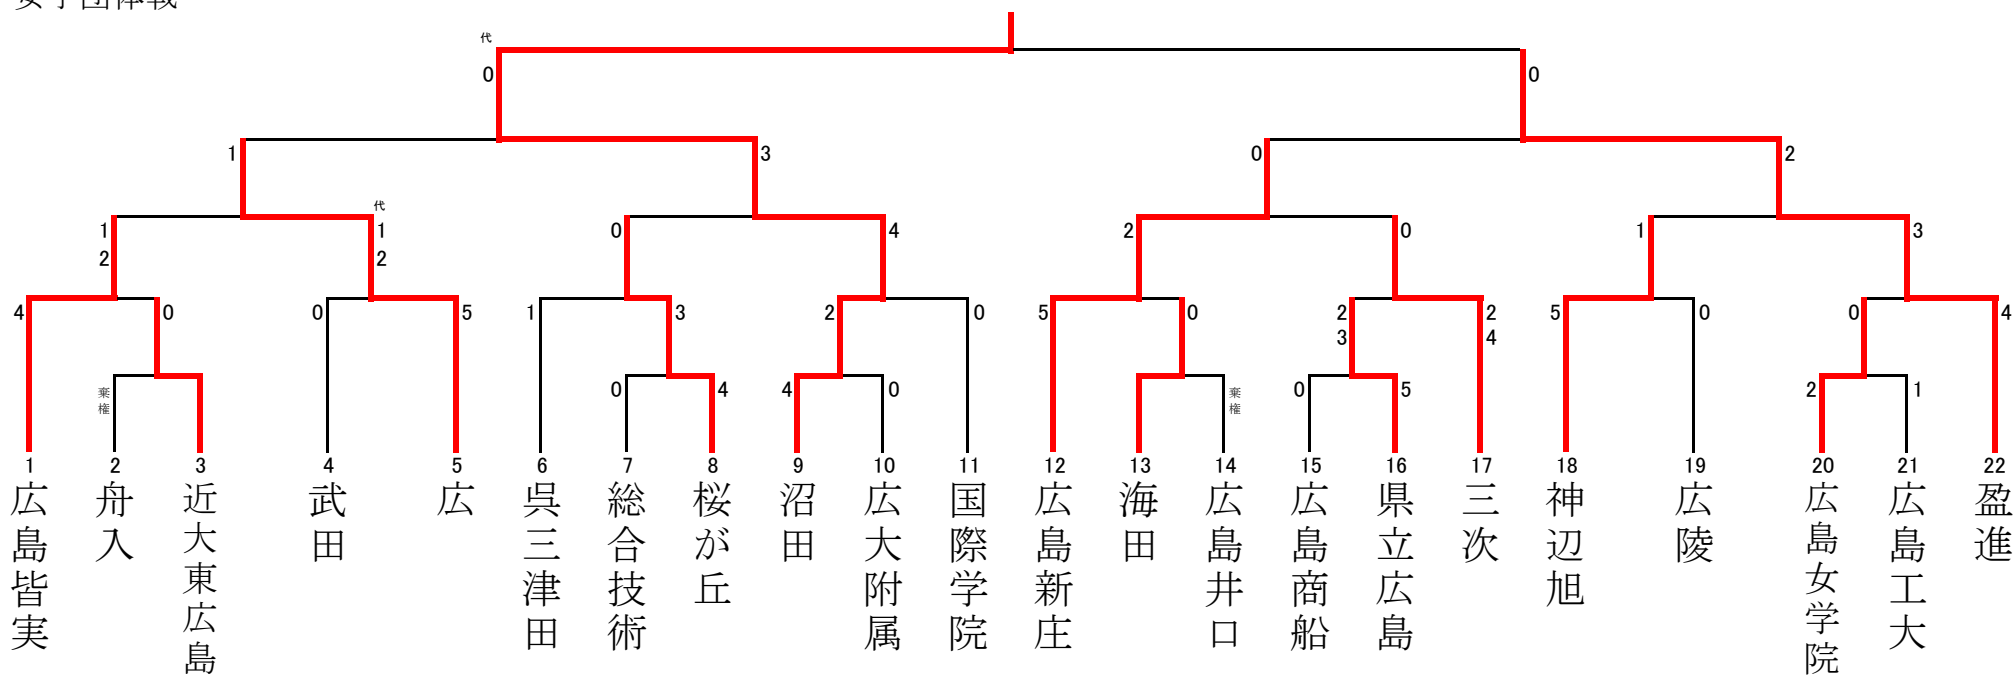 代
0 0
1 3 0 2
代
1 1 0 4 2 0 1 3
2 2
4 0 0 5 1 3 2 0 5 0 2 2 5 0 0 4
3 4
棄権 0 4 4 0 棄権 0 5 2 1
1 2 3 4 5 6 7 8 9 10 11 12 13 14 15 16 17 18 19 20 21 22
広島皆実
舟入
近大東広島
武田
広
呉三津田
総合技術
桜が丘
沼田
広大附属
国際学院
広島新庄
海田
広島井口
広島商船
県立広島
三次
神辺旭
広陵
広島女学院
広島工大
盈進